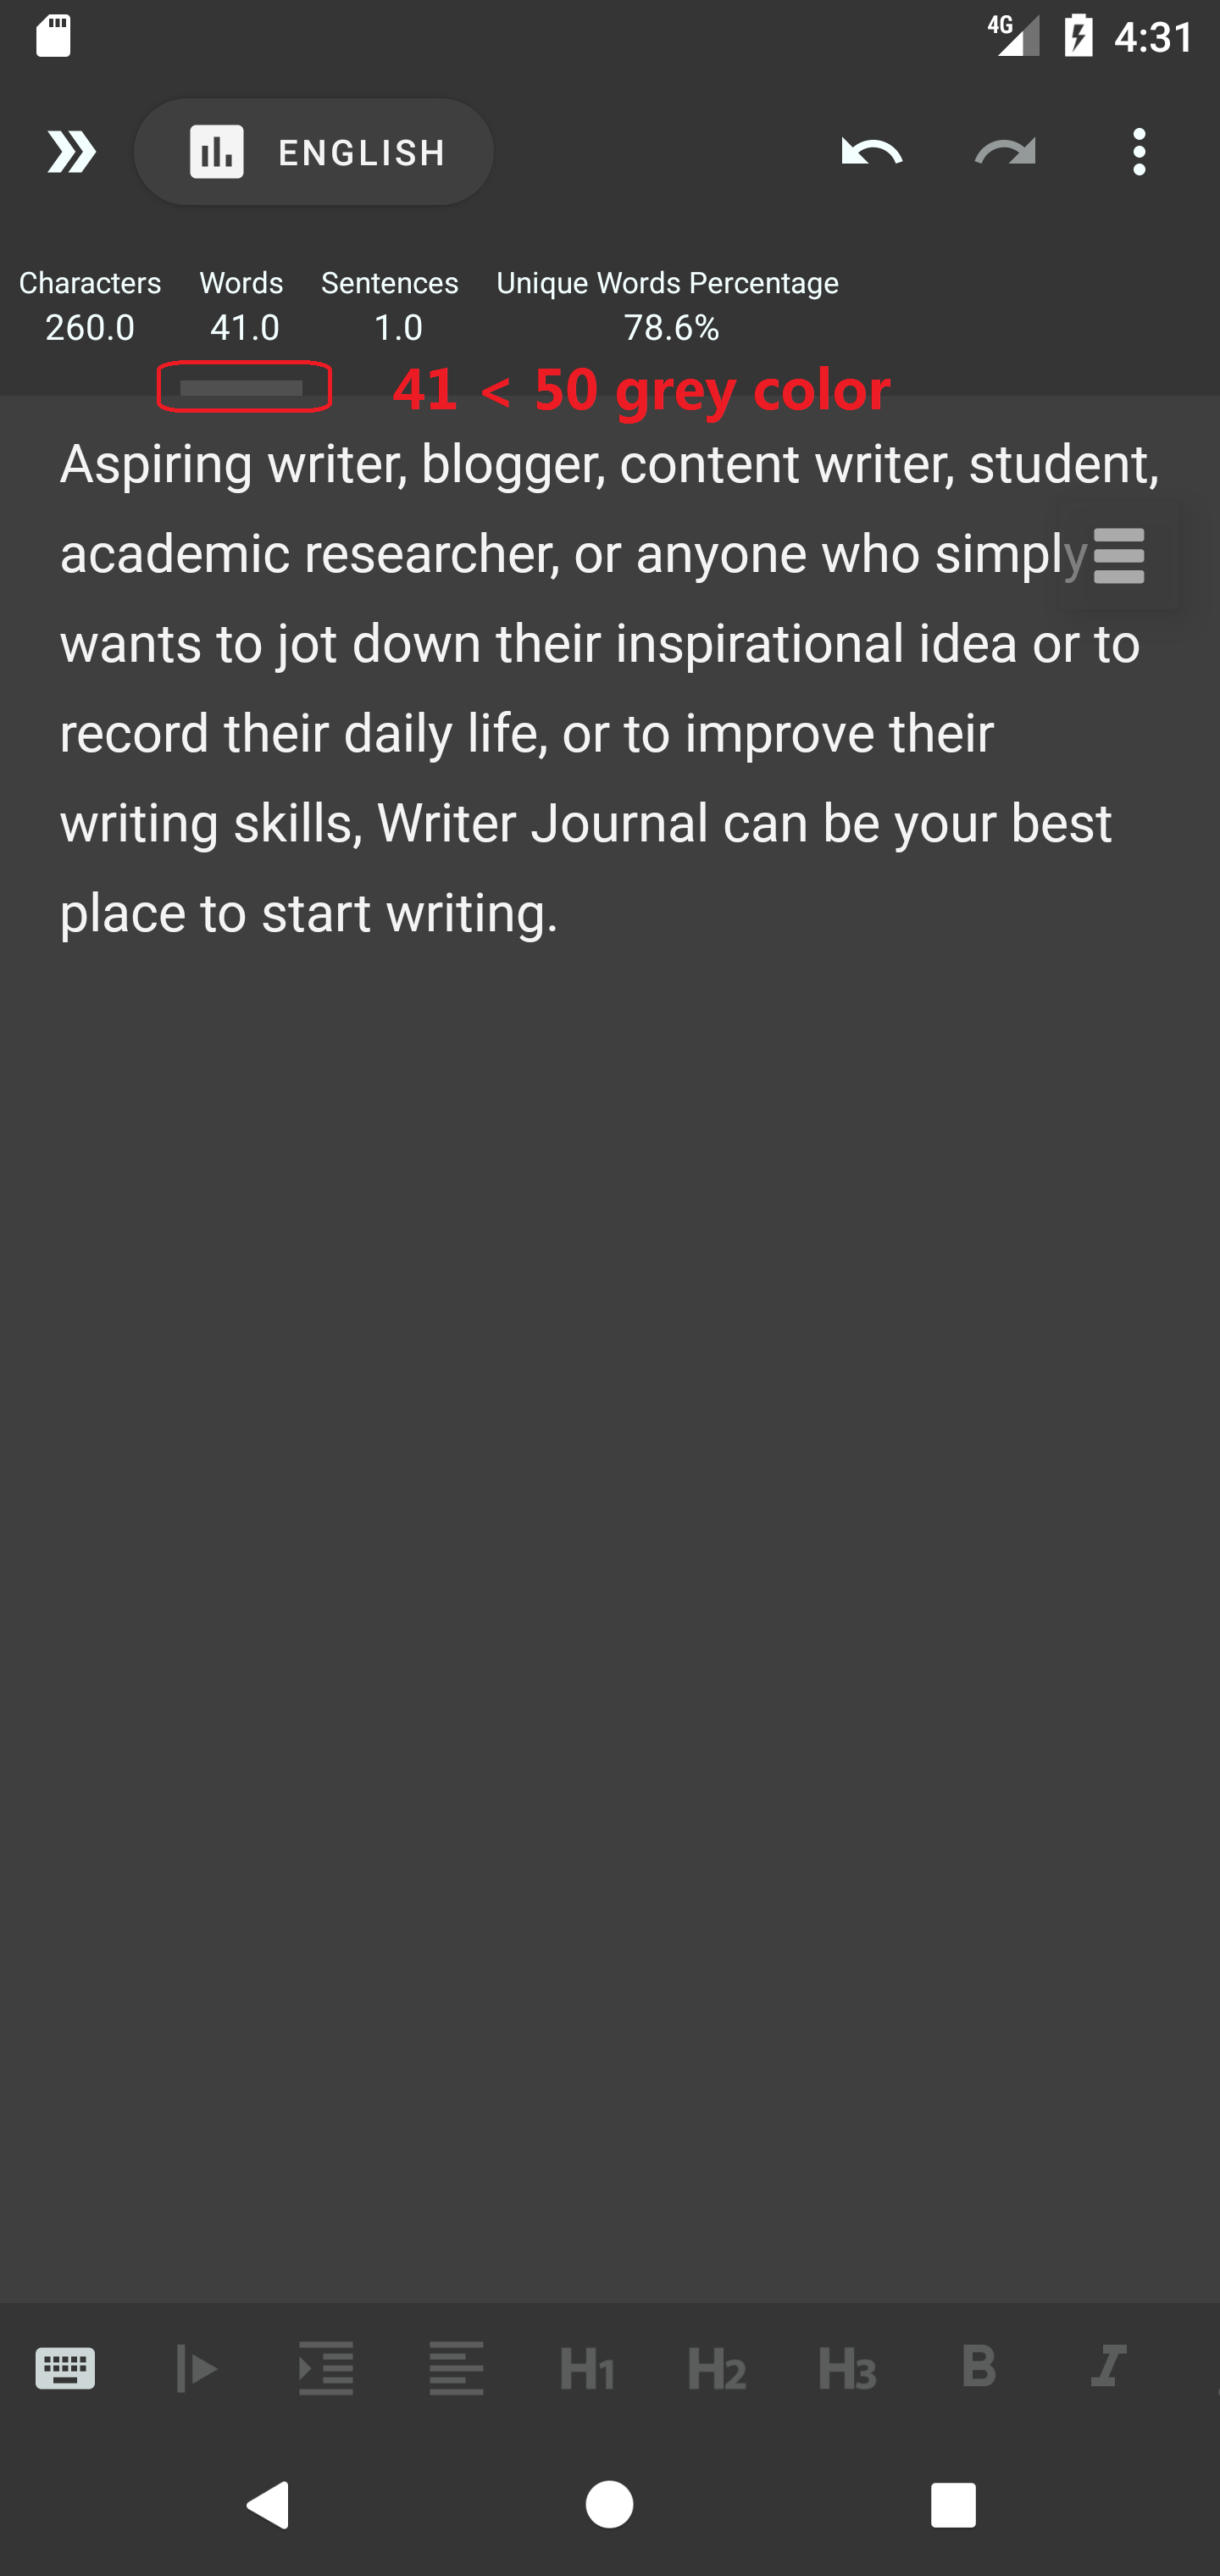 4G 4:31
ENGLISH
Characters Words Sentences Unique Words Percentage
260.0 41.0 1.0 78.6%
41 < 50 grey color
Aspiring writer, blogger, content writer, student,
academic researcher, or anyone who simply
wants to jot down their inspirational idea or to
record their daily life, or to improve their
writing skills, Writer Journal can be your best
place to start writing.
H1 H2 H3 B I